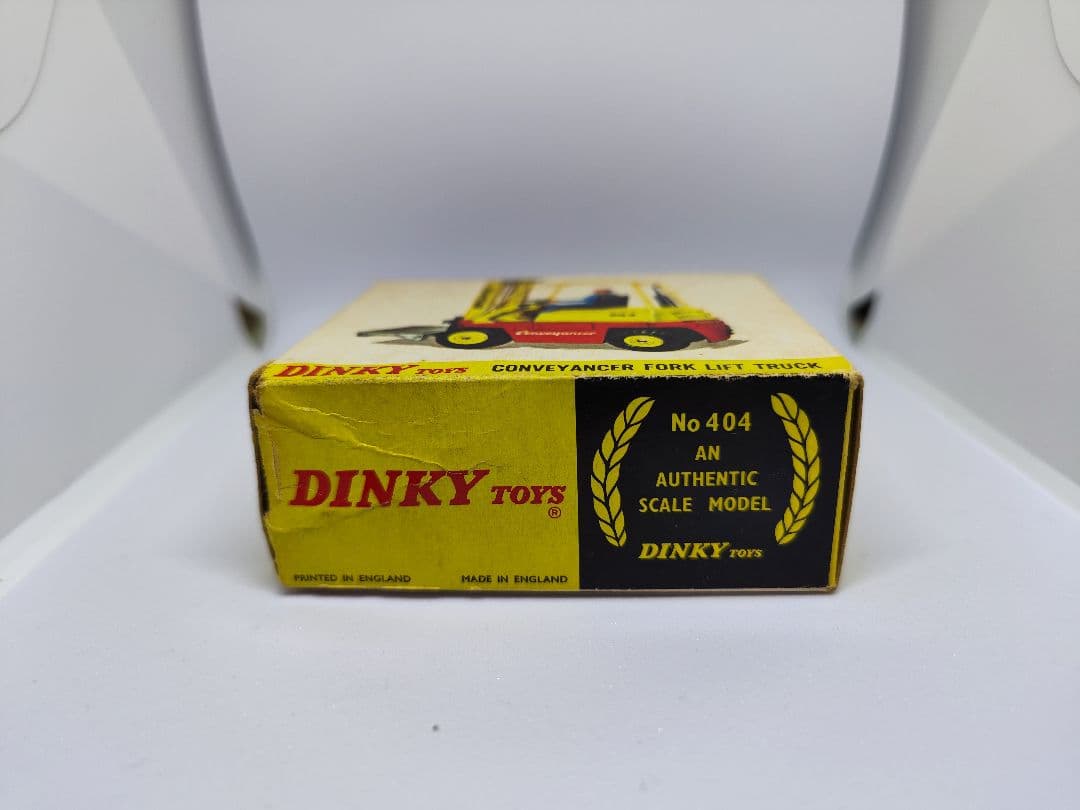 Conveyancer
DINKY TOYS CONVEYANCER FORK LIFT TRUCK
DINKY TOYS ®
PRINTED IN ENGLAND MADE IN ENGLAND
No 404
AN
AUTHENTIC
SCALE MODEL
DINKY TOYS